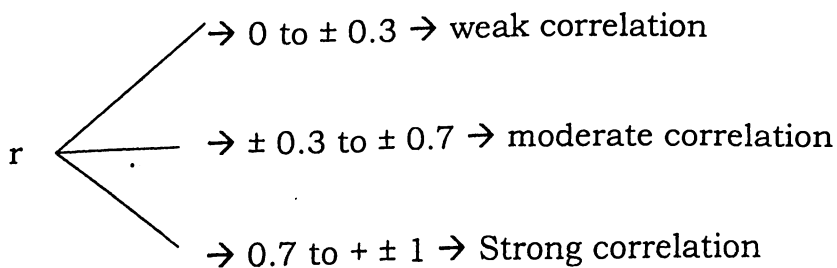 → 0 to ± 0.3 → weak correlation
r → ± 0.3 to ± 0.7 → moderate correlation
→ 0.7 to + ± 1 → Strong correlation